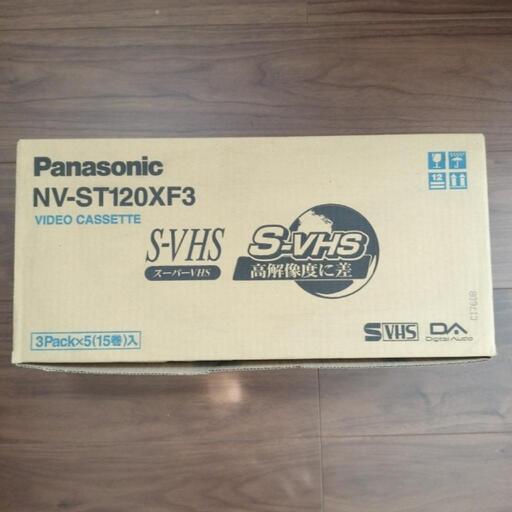 Panasonic
NV-ST120XF3
VIDEO CASSETTE
S-VHS
スーパーVHS
S-VHS
高解像度に差
12
3Pack×5(15巻)入
S VHS
DA
Digital Audio